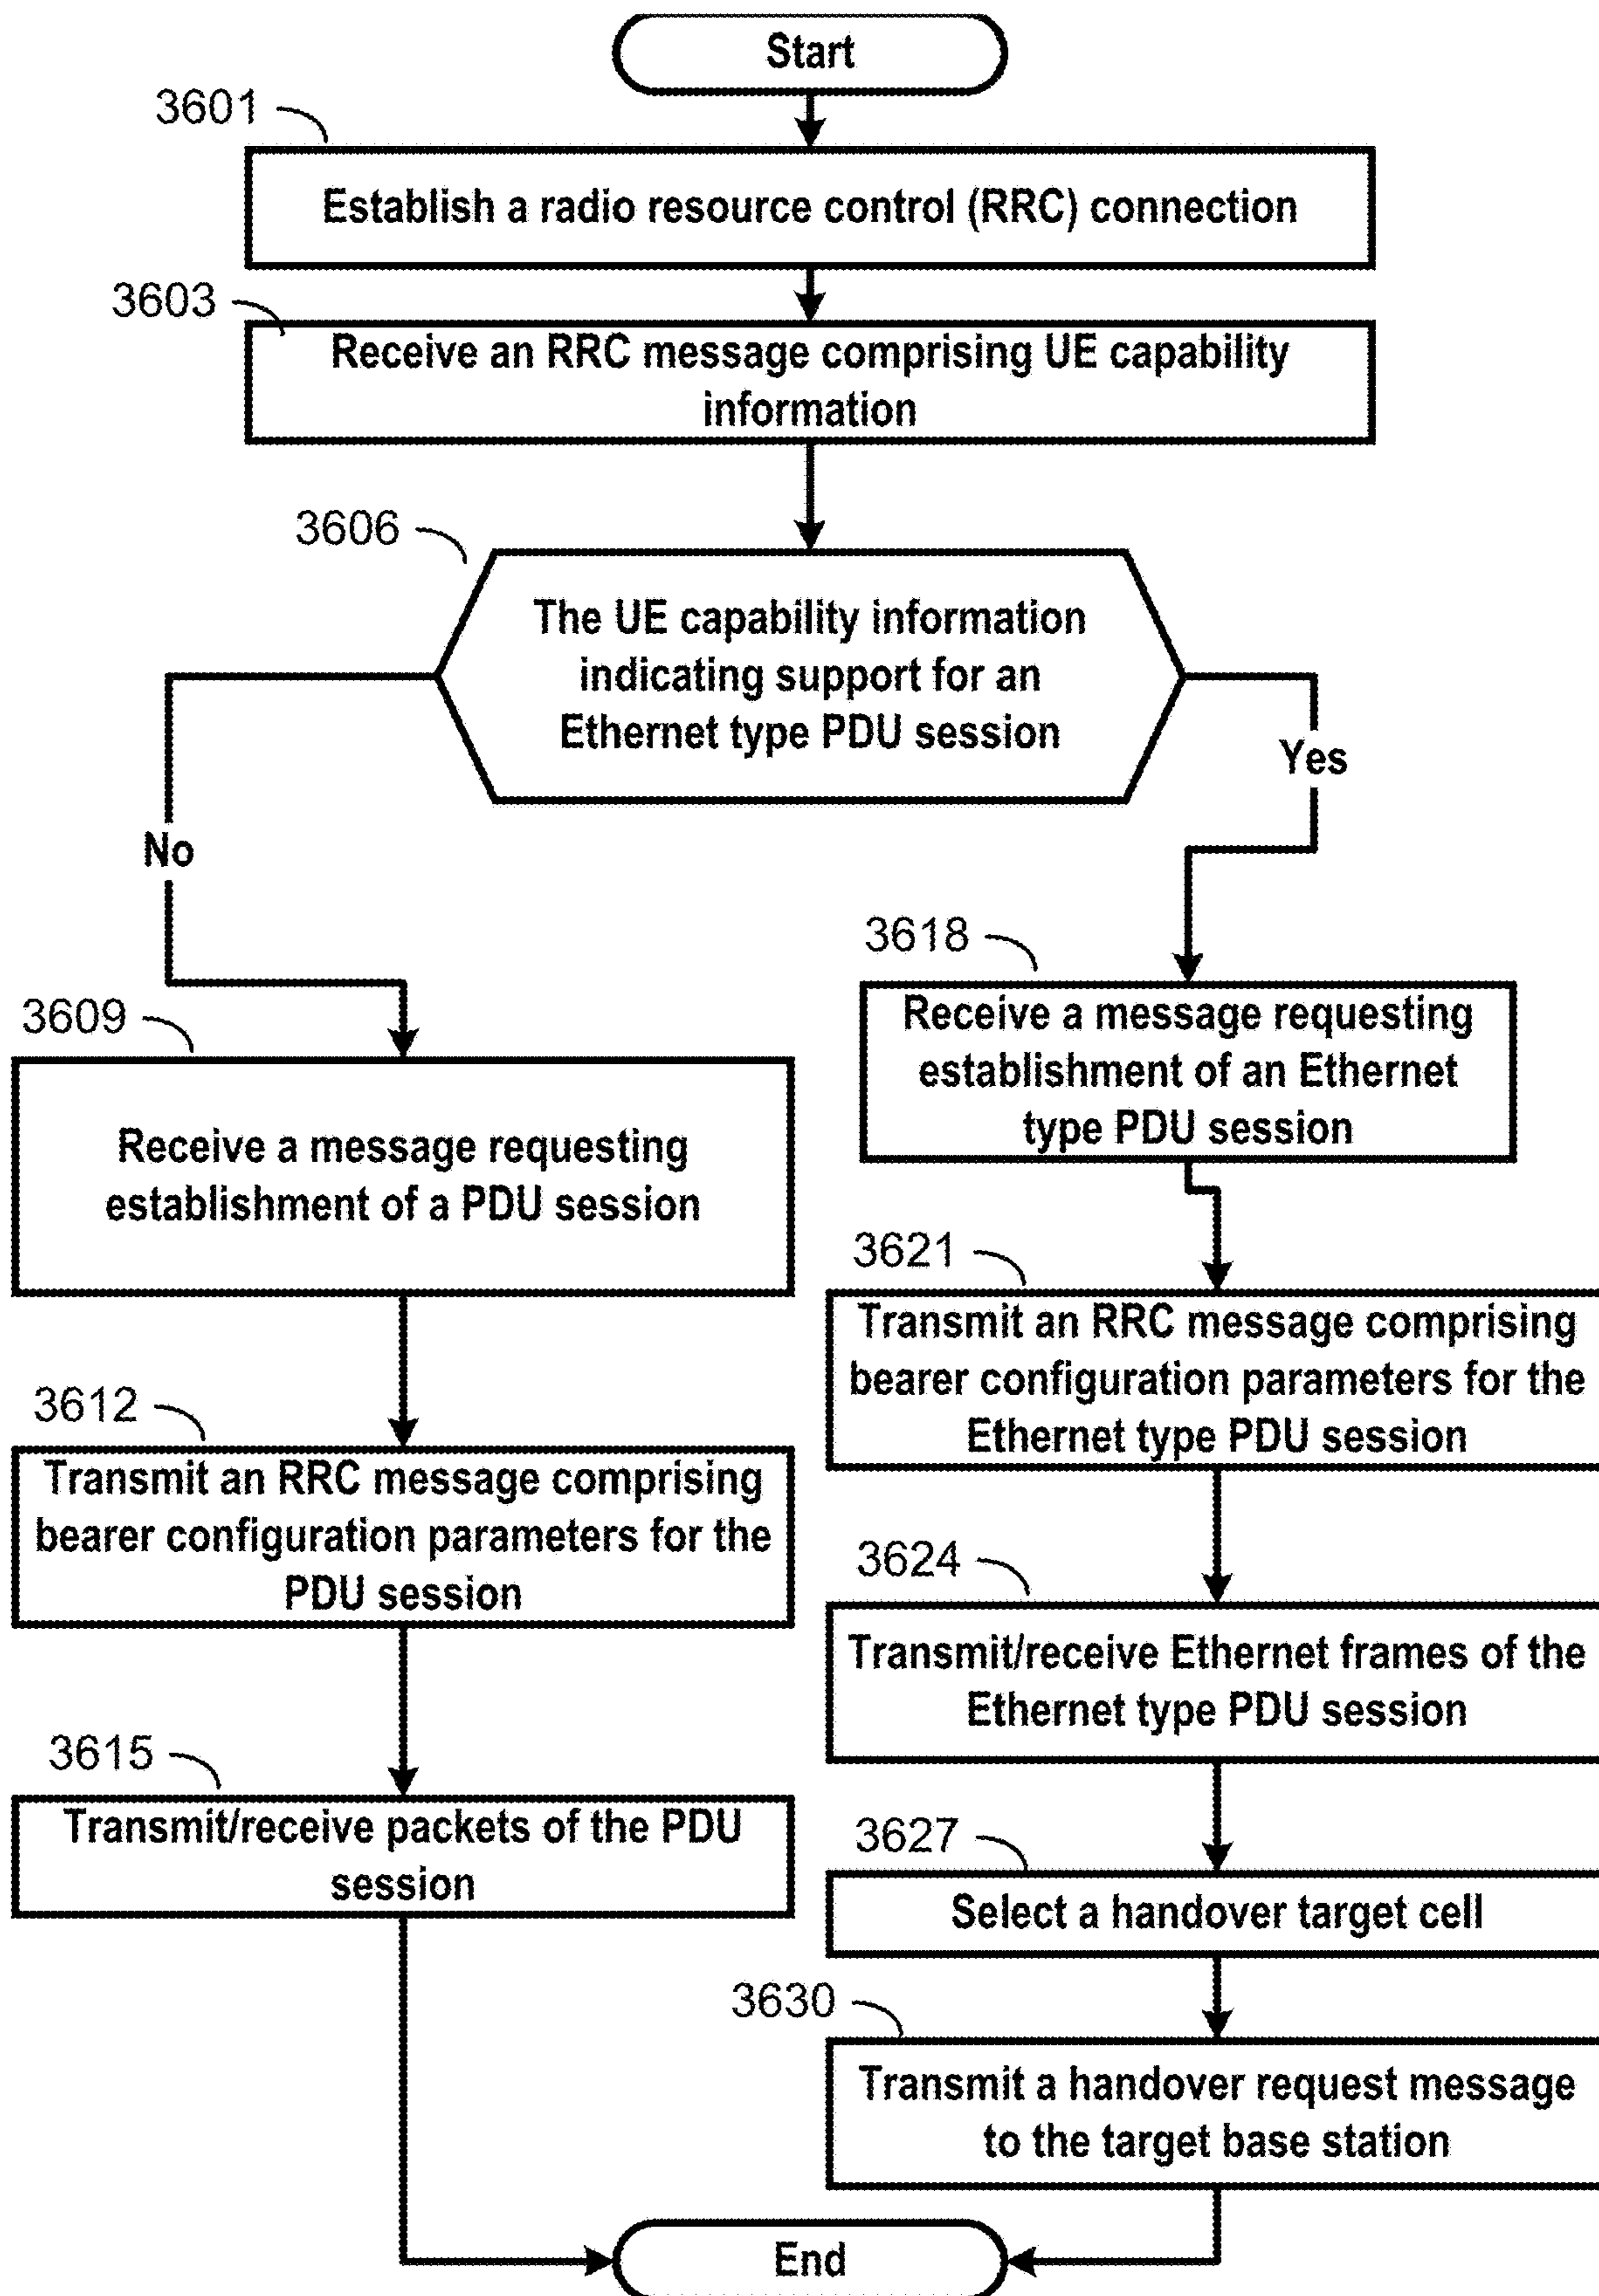 Start
3601
Establish a radio resource control (RRC) connection
3603
Receive an RRC message comprising UE capability
information
3606
The UE capability information
indicating support for an
Ethernet type PDU session
Yes
No
3618
Receive a message requesting
establishment of an Ethernet
type PDU session
3609
Receive a message requesting
establishment of a PDU session
3621
Transmit an RRC message comprising
bearer configuration parameters for the
Ethernet type PDU session
3612
Transmit an RRC message comprising
bearer configuration parameters for the
PDU session
3624
Transmit/receive Ethernet frames of the
Ethernet type PDU session
3615
Transmit/receive packets of the PDU
session
3627
Select a handover target cell
3630
Transmit a handover request message
to the target base station
End